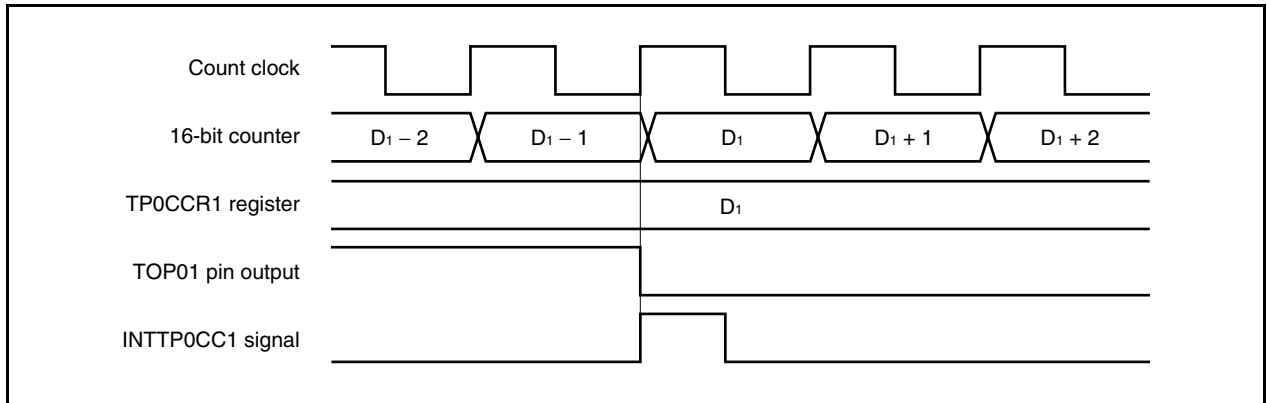 Count clock
16-bit counter D₁ − 2 D₁ − 1 D₁ D₁ + 1 D₁ + 2
TP0CCR1 register D₁
TOP01 pin output
INTTP0CC1 signal